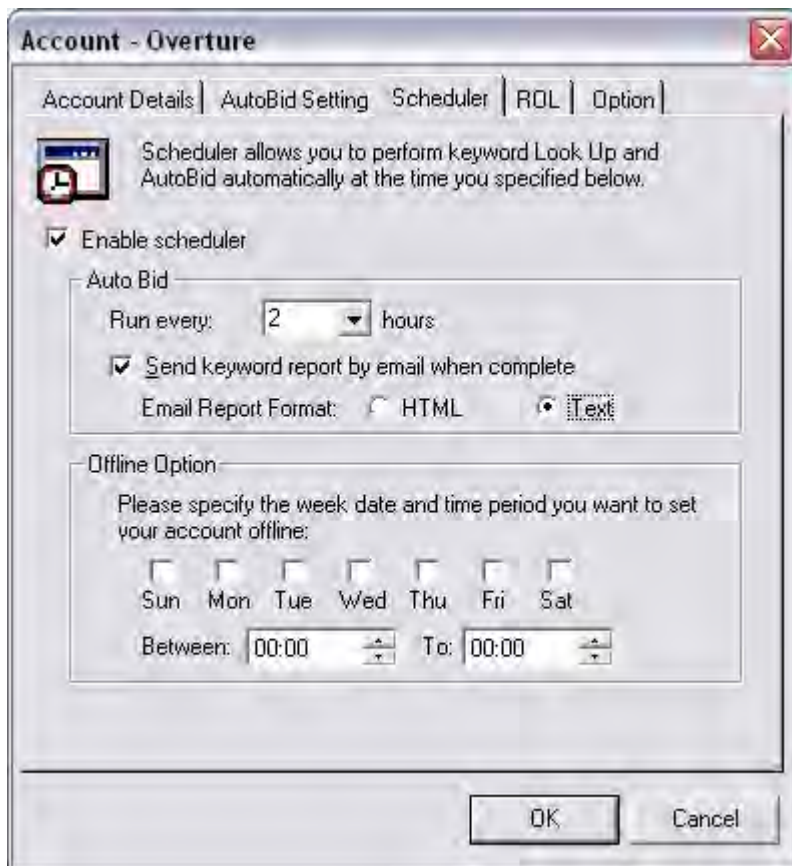 Account - Overture
Account Details AutoBid Setting Scheduler ROL Option
Scheduler allows you to perform keyword Look Up and
AutoBid automatically at the time you specified below.
Enable scheduler
Auto Bid
Run every: 2 hours
Send keyword report by email when complete
Email Report Format: HTML Text
Offline Option
Please specify the week date and time period you want to set
your account offline:
Sun Mon Tue Wed Thu Fri Sat
Between: 00:00 To: 00:00
OK Cancel